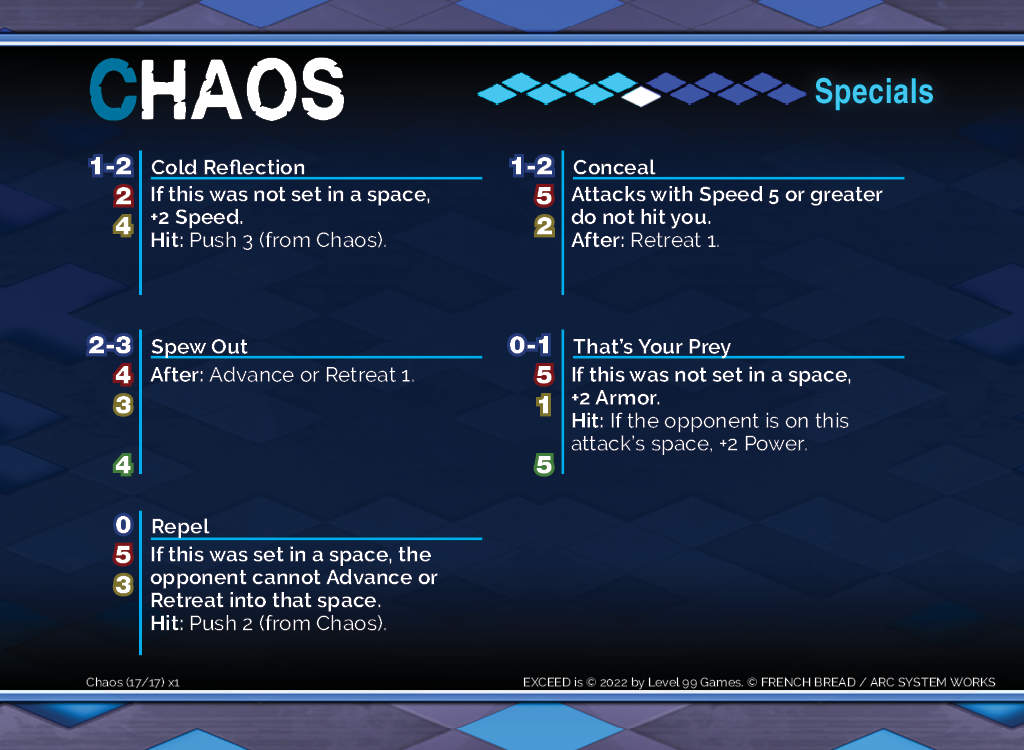 CHAOS
Specials
1-2 Cold Reflection
2 If this was not set in a space,
4 +2 Speed.
Hit: Push 3 (from Chaos).
1-2 Conceal
5 Attacks with Speed 5 or greater
2 do not hit you.
After: Retreat 1.
2-3 Spew Out
4 After: Advance or Retreat 1.
3
4
0-1 That's Your Prey
5 If this was not set in a space,
1 +2 Armor.
Hit: If the opponent is on this
attack's space, +2 Power.
5
0 Repel
5 If this was set in a space, the
3 opponent cannot Advance or
Retreat into that space.
Hit: Push 2 (from Chaos).
Chaos (17/17) x1
EXCEED is © 2022 by Level 99 Games. © FRENCH BREAD / ARC SYSTEM WORKS